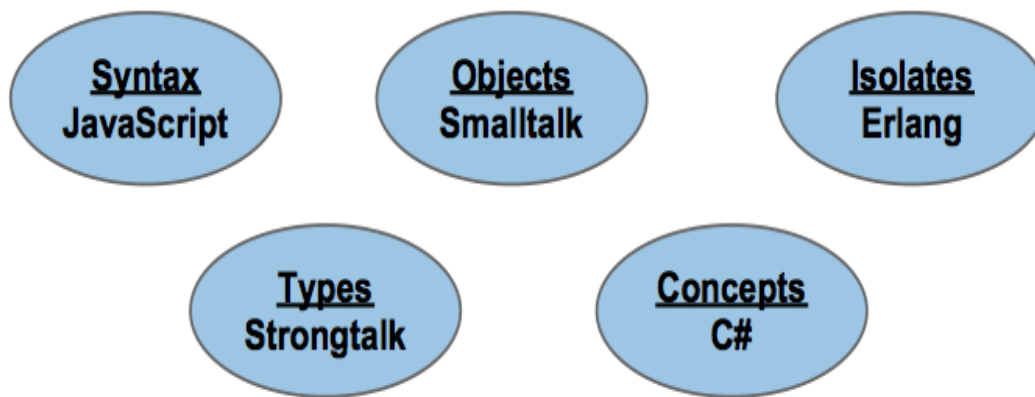 Syntax
JavaScript
Objects
Smalltalk
Isolates
Erlang
Types
Strongtalk
Concepts
C#